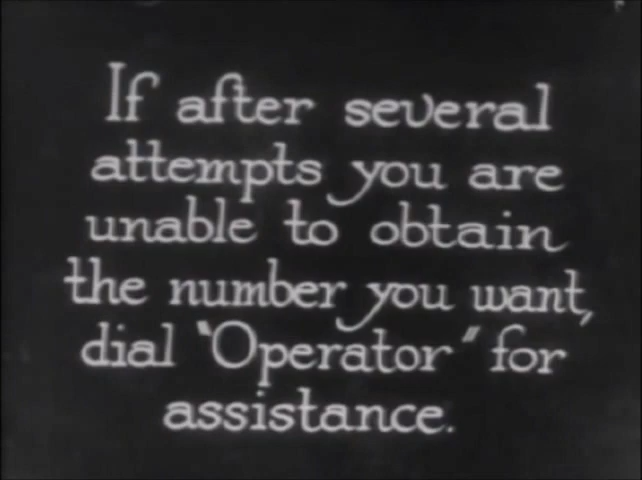 If after several
attempts you are
unable to obtain
the number you want,
dial "Operator" for
assistance.